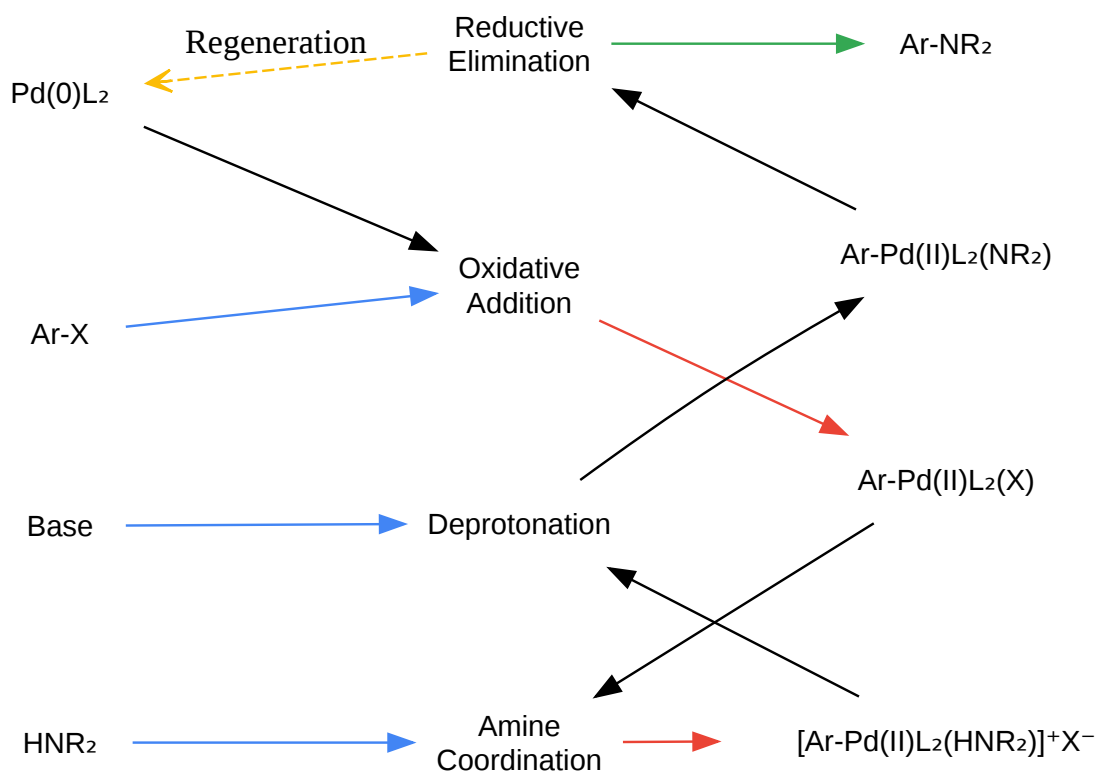 Reductive
Elimination
Ar-NR₂
Regeneration
Pd(0)L₂
Ar-Pd(II)L₂(NR₂)
Oxidative
Addition
Ar-X
Ar-Pd(II)L₂(X)
Base
Deprotonation
HNR₂
Amine
Coordination
[Ar-Pd(II)L₂(HNR₂)]⁺X⁻